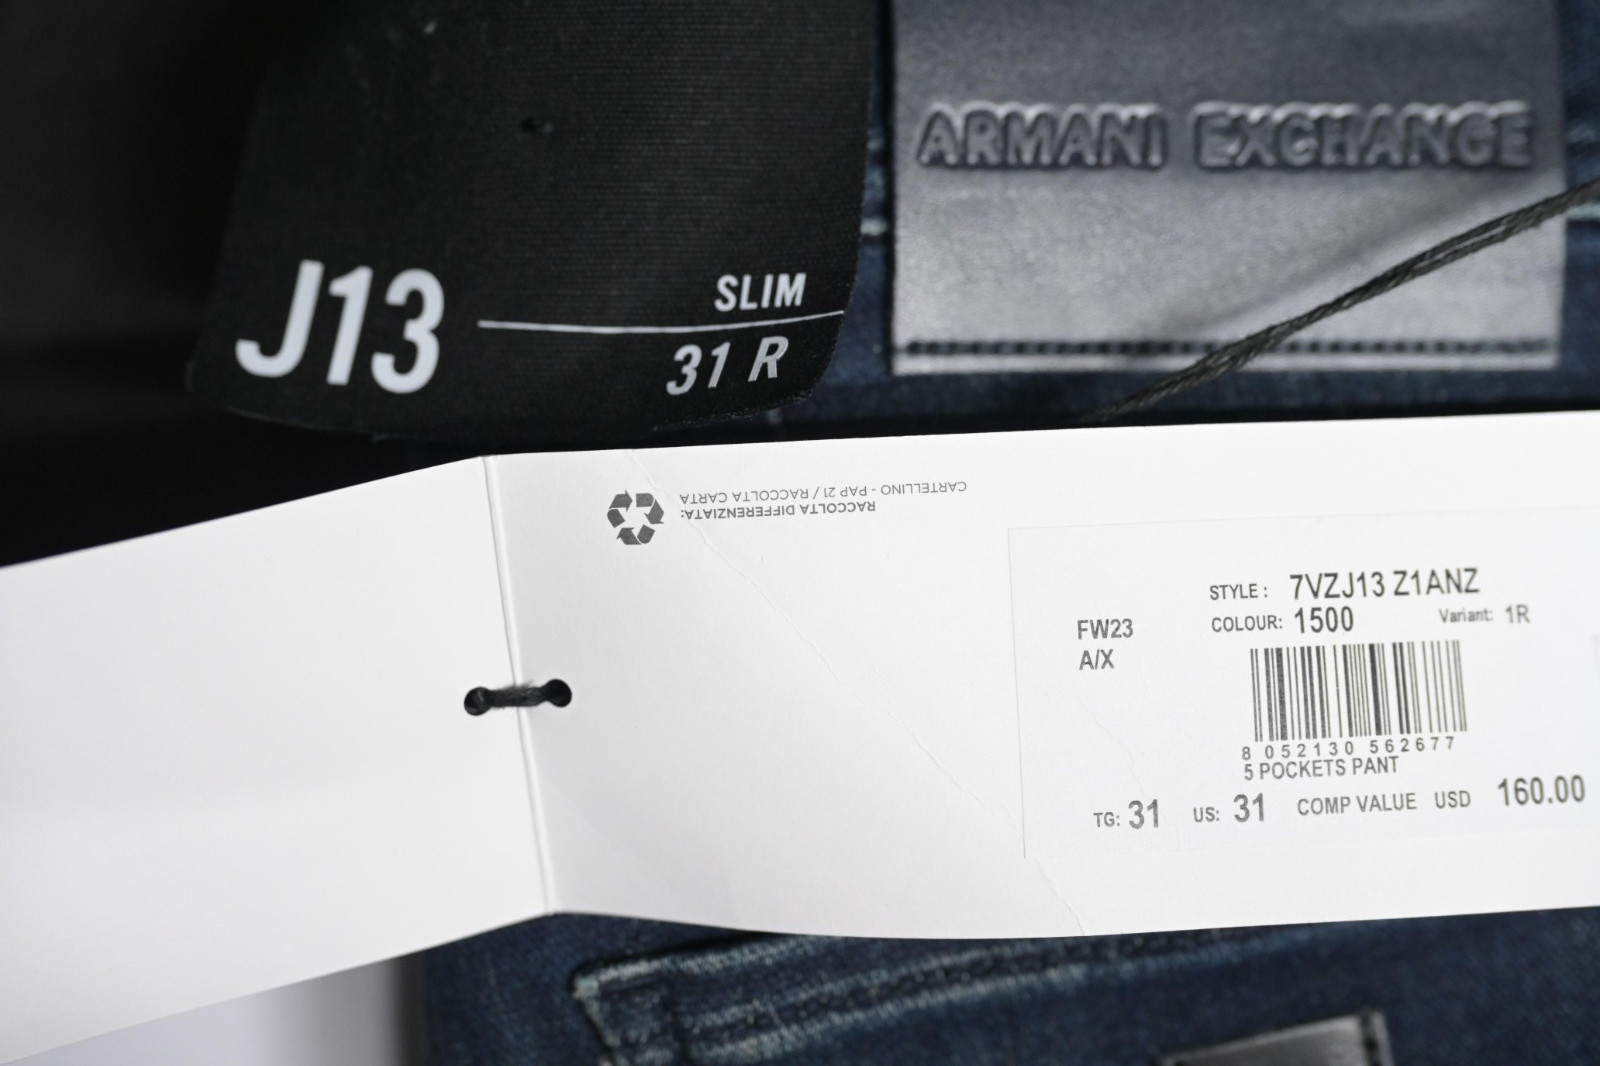 ARMANI EXCHANGE
J13
SLIM
31 R
RACCOLTA DIFFERENZIATA:
CARTELLINO - PAP 21 / RACCOLTA CARTA
STYLE: 7VZJ13 Z1ANZ
FW23
COLOUR: 1500
Variant: 1R
A/X
8 052130 562677
5 POCKETS PANT
TG: 31
US: 31
COMP VALUE USD 160.00